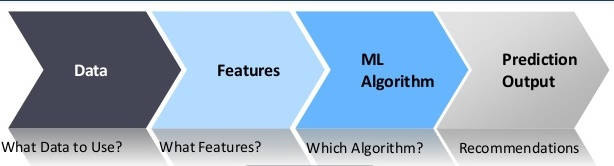 Data
Features
ML
Algorithm
Prediction
Output
What Data to Use?
What Features?
Which Algorithm?
Recommendations